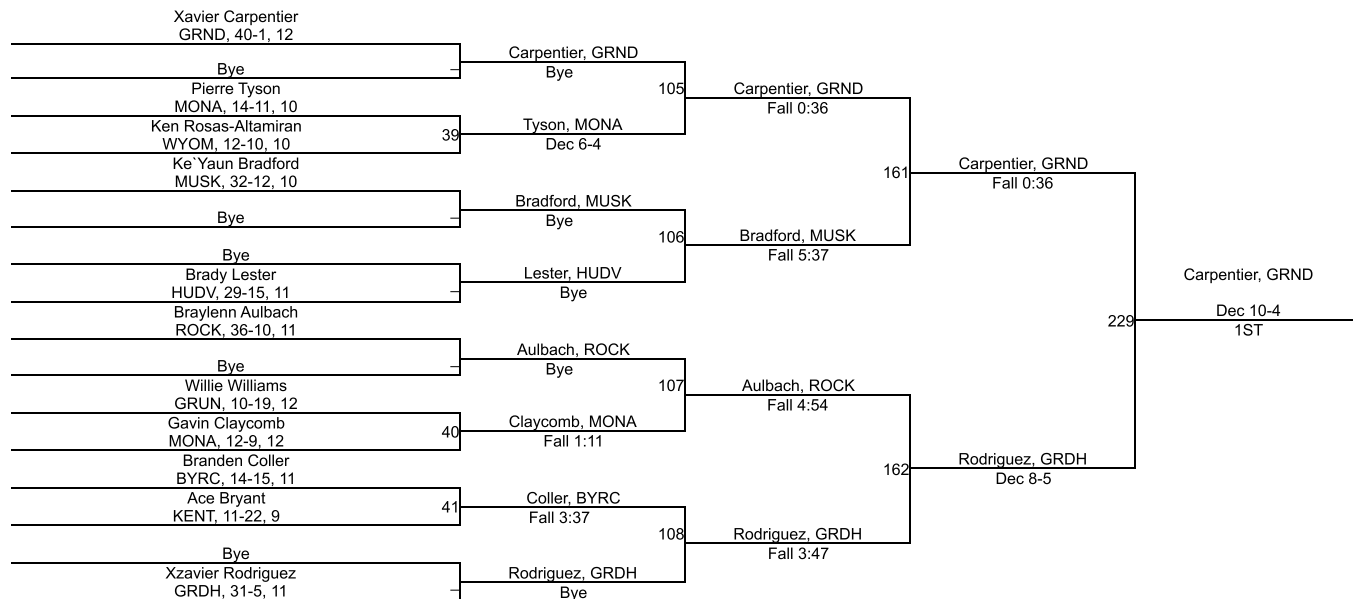 Xavier Carpentier
GRND, 40-1, 12
Bye
Pierre Tyson
MONA, 14-11, 10
Ken Rosas-Altamiran
WYOM, 12-10, 10
Ke`Yaun Bradford
MUSK, 32-12, 10
Bye
Bye
Brady Lester
HUDV, 29-15, 11
Braylenn Aulbach
ROCK, 36-10, 11
Bye
Willie Williams
GRUN, 10-19, 12
Gavin Claycomb
MONA, 12-9, 12
Branden Coller
BYRC, 14-15, 11
Ace Bryant
KENT, 11-22, 9
Bye
Xzavier Rodriguez
GRDH, 31-5, 11
–
39
–
–
–
40
41
–
Carpentier, GRND
Bye
Tyson, MONA
Dec 6-4
Bradford, MUSK
Bye
Lester, HUDV
Bye
Aulbach, ROCK
Bye
Claycomb, MONA
Fall 1:11
Coller, BYRC
Fall 3:37
Rodriguez, GRDH
Bye
105
106
107
108
Carpentier, GRND
Fall 0:36
Bradford, MUSK
Fall 5:37
Aulbach, ROCK
Fall 4:54
Rodriguez, GRDH
Fall 3:47
161
162
Carpentier, GRND
Fall 0:36
Rodriguez, GRDH
Dec 8-5
229
Carpentier, GRND
Dec 10-4
1ST